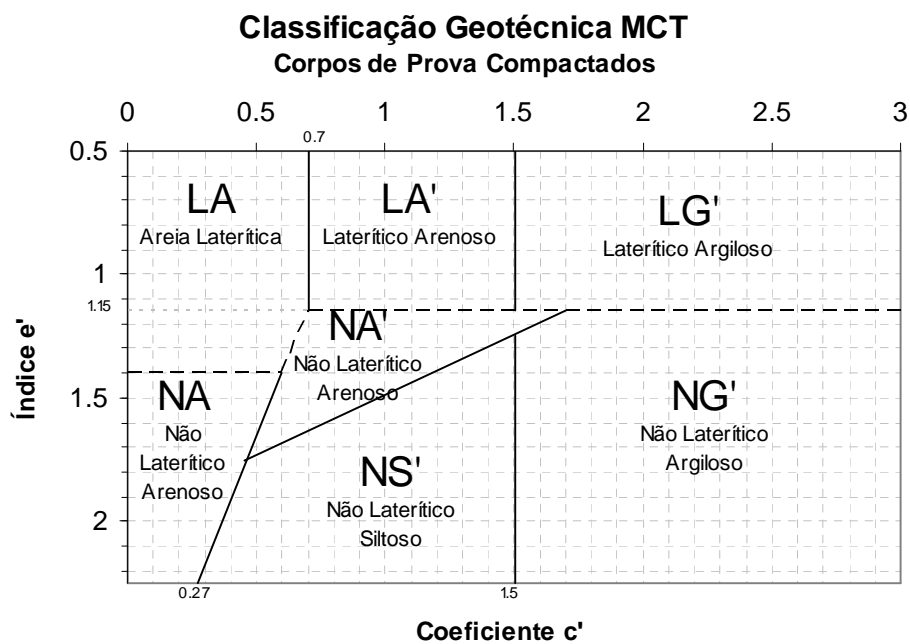 Classificação Geotécnica MCT
Corpos de Prova Compactados
0 0.5 1 1.5 2 2.5 3
0.7
0.5
LA LA' LG'
Areia Laterítica Laterítico Arenoso Laterítico Argiloso
1
1.15
NA'
Não Laterítico
Arenoso
Índice e'
1.5
NA NG'
Não
Laterítico
Arenoso
Não Laterítico
Argiloso
NS'
Não Laterítico
Siltoso
2
0.27 1.5
Coeficiente c'